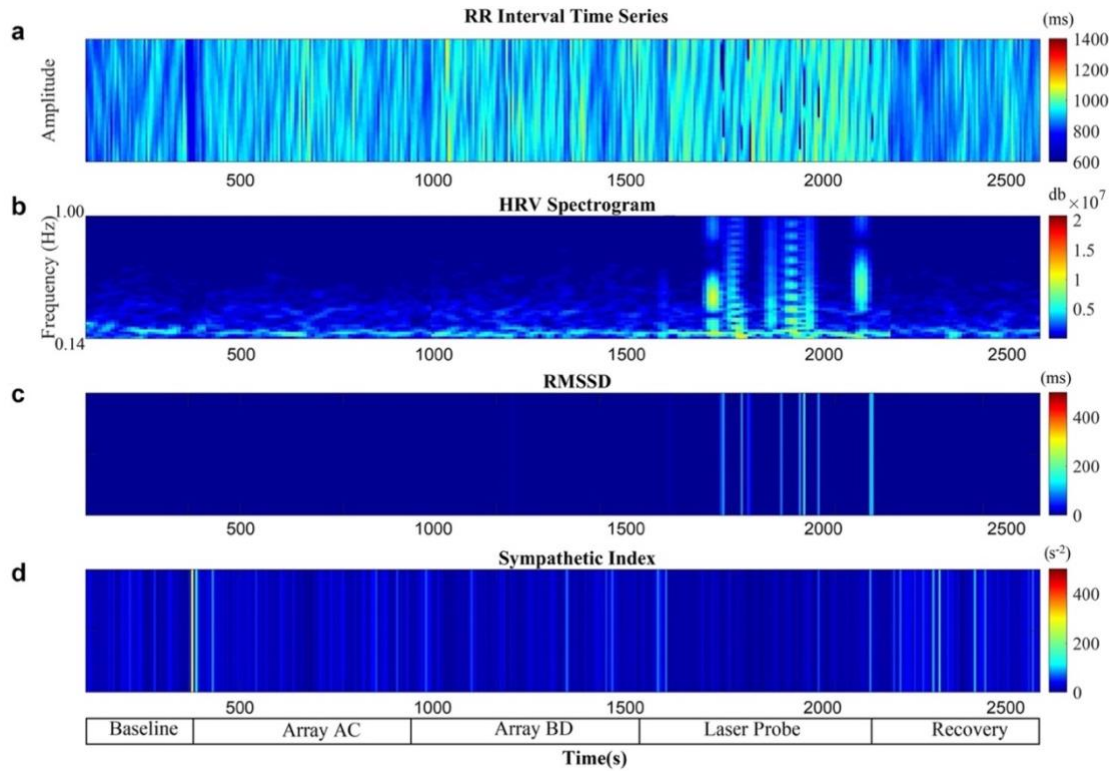 RR Interval Time Series
a
(ms)
Amplitude
1400
1200
1000
800
600
500 1000 1500 2000 2500
b
HRV Spectrogram
db
×10⁷
Frequency (Hz)
1.00
0.14
2
1.5
1
0.5
500 1000 1500 2000 2500
c
RMSSD
(ms)
400
200
0
500 1000 1500 2000 2500
d
Sympathetic Index
(s⁻²)
400
200
0
500 1000 1500 2000 2500
Baseline Array AC Array BD Laser Probe Recovery
Time(s)